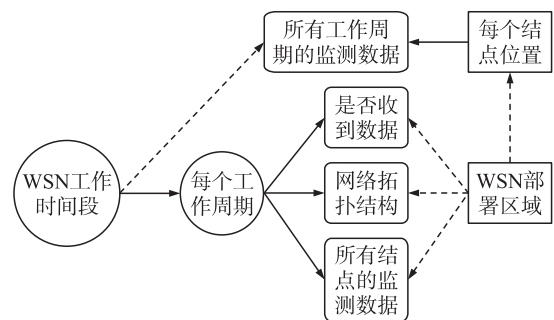 所有工作周
期的监测数据
每个结
点位置
是否收
到数据
WSN工作
时间段
每个工
作周期
网络拓
扑结构
WSN部
署区域
所有结
点的监
测数据